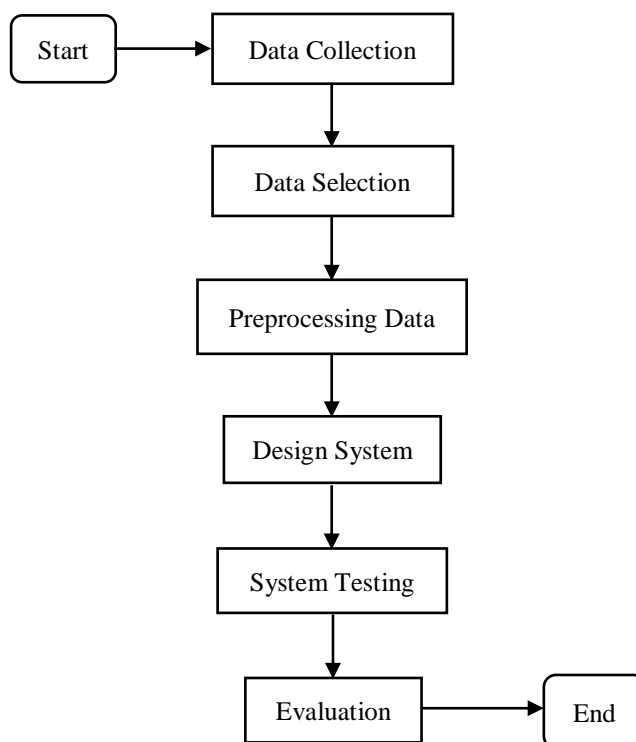 Start
Data Collection
Data Selection
Preprocessing Data
Design System
System Testing
Evaluation
End